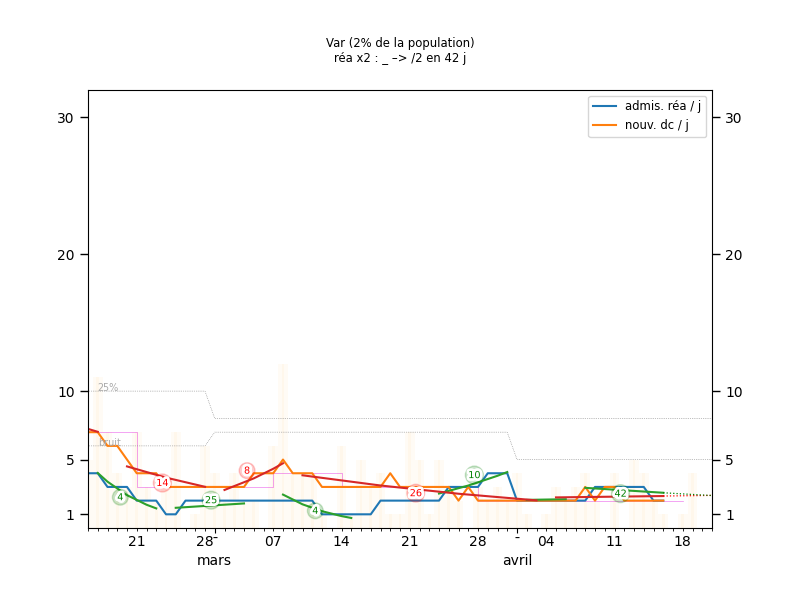 Var (2% de la population)
réa x2 : _ –> /2 en 42 j
admis. réa / j
nouv. dc / j
30 30
20 20
10 10
5 5
1 1
25%
bruit
4 14 25 8 4 26 10 42
21 28 07 14 21 28 04 11 18
mars avril